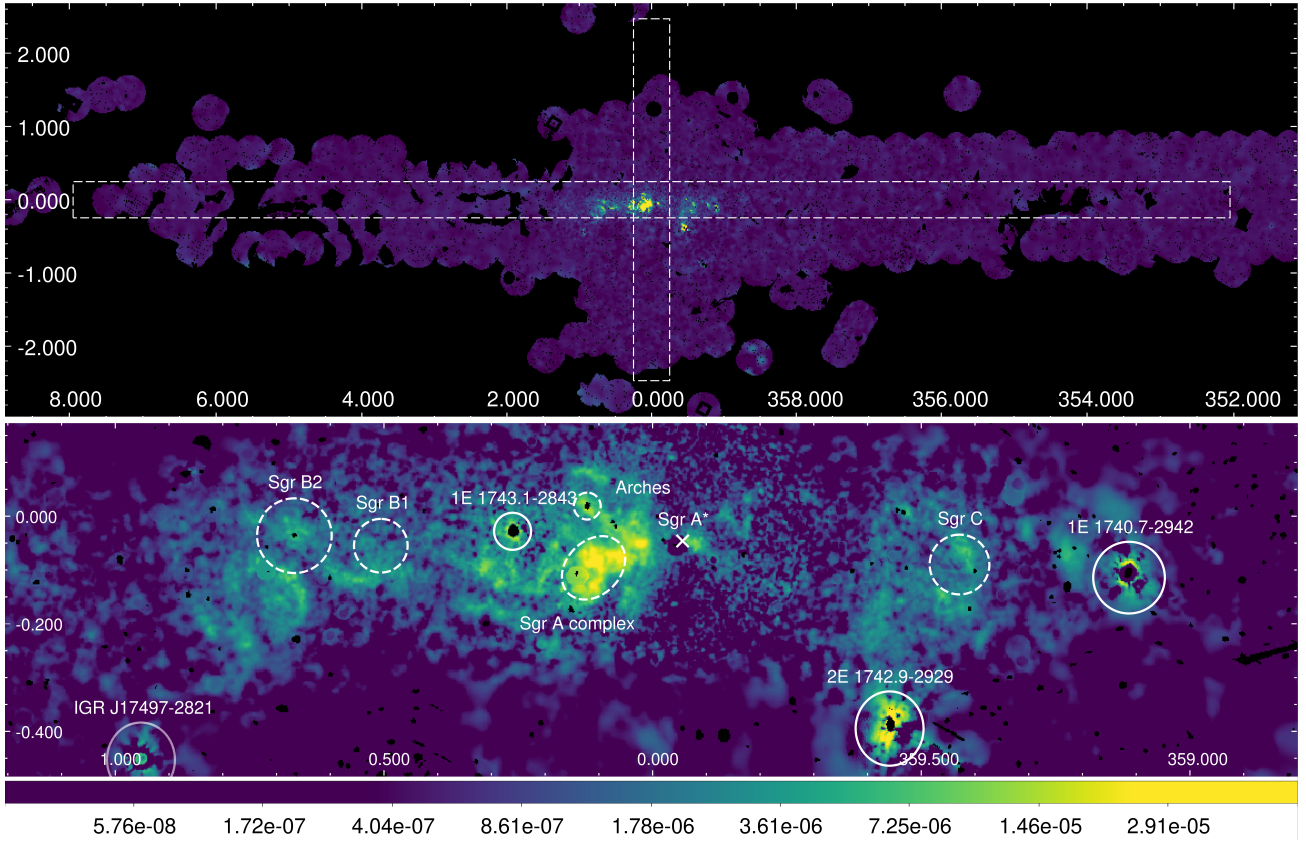 2.000
1.000
0.000
-1.000
-2.000
8.000 6.000 4.000 2.000 0.000 358.000 356.000 354.000 352.000
Sgr B2
Sgr B1
1E 1743.1-2843
Arches
0.000
Sgr A*
Sgr C
1E 1740.7-2942
-0.200
Sgr A complex
2E 1742.9-2929
IGR J17497-2821
-0.400
1.000 0.500 0.000 359.500 359.000
5.76e-08 1.72e-07 4.04e-07 8.61e-07 1.78e-06 3.61e-06 7.25e-06 1.46e-05 2.91e-05